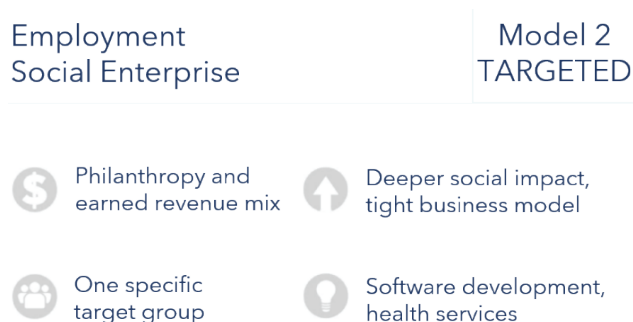 Employment
Social Enterprise
Model 2
TARGETED
Philanthropy and
earned revenue mix
Deeper social impact,
tight business model
One specific
target group
Software development,
health services